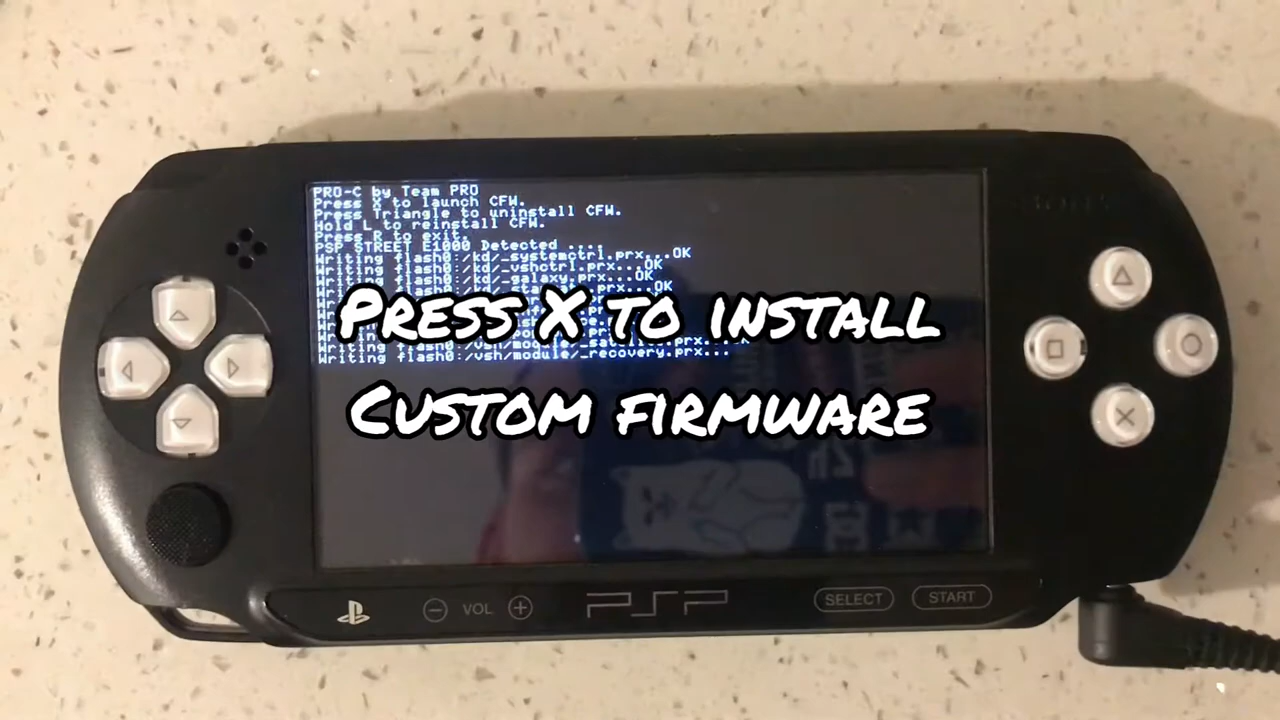 PRO-C by Team PRO
Press X to launch CFW.
Press Triangle to uninstall CFW.
Hold L to reinstall CFW.
Press R to exit.
PSP STREET E1000 Detected ....
Writing flash0:/kd/_systemctrl.prx...OK
Writing flash0:/kd/_vshctrl.prx...OK
Writing flash0:/kd/_galaxy.prx...OK
OK
PRESS X TO INSTALL
Writing flash0:/vsh/module/_recovery.prx...
CUSTOM FIRMWARE
VOL
PSP
SELECT
START